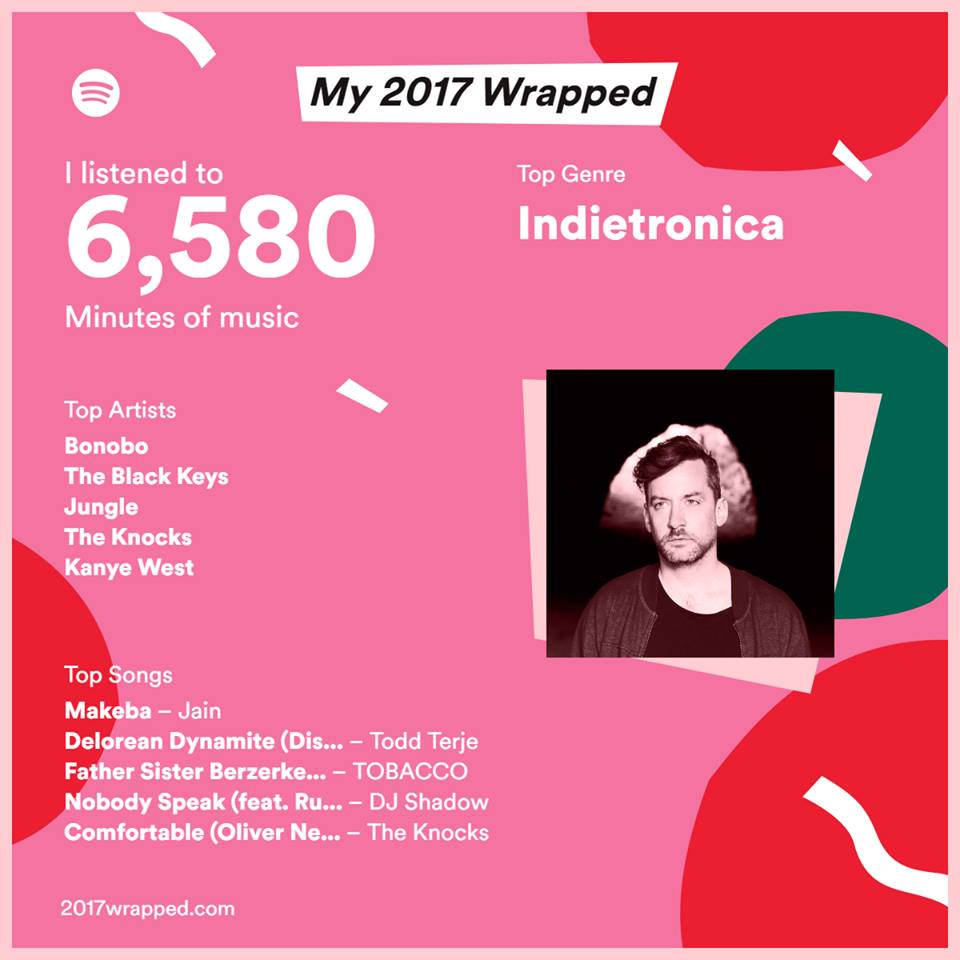 My 2017 Wrapped
I listened to
6,580
Minutes of music
Top Genre
Indietronica
Top Artists
Bonobo
The Black Keys
Jungle
The Knocks
Kanye West
Top Songs
Makeba – Jain
Delorean Dynamite (Dis... – Todd Terje
Father Sister Berzerke... – TOBACCO
Nobody Speak (feat. Ru... – DJ Shadow
Comfortable (Oliver Ne... – The Knocks
2017wrapped.com